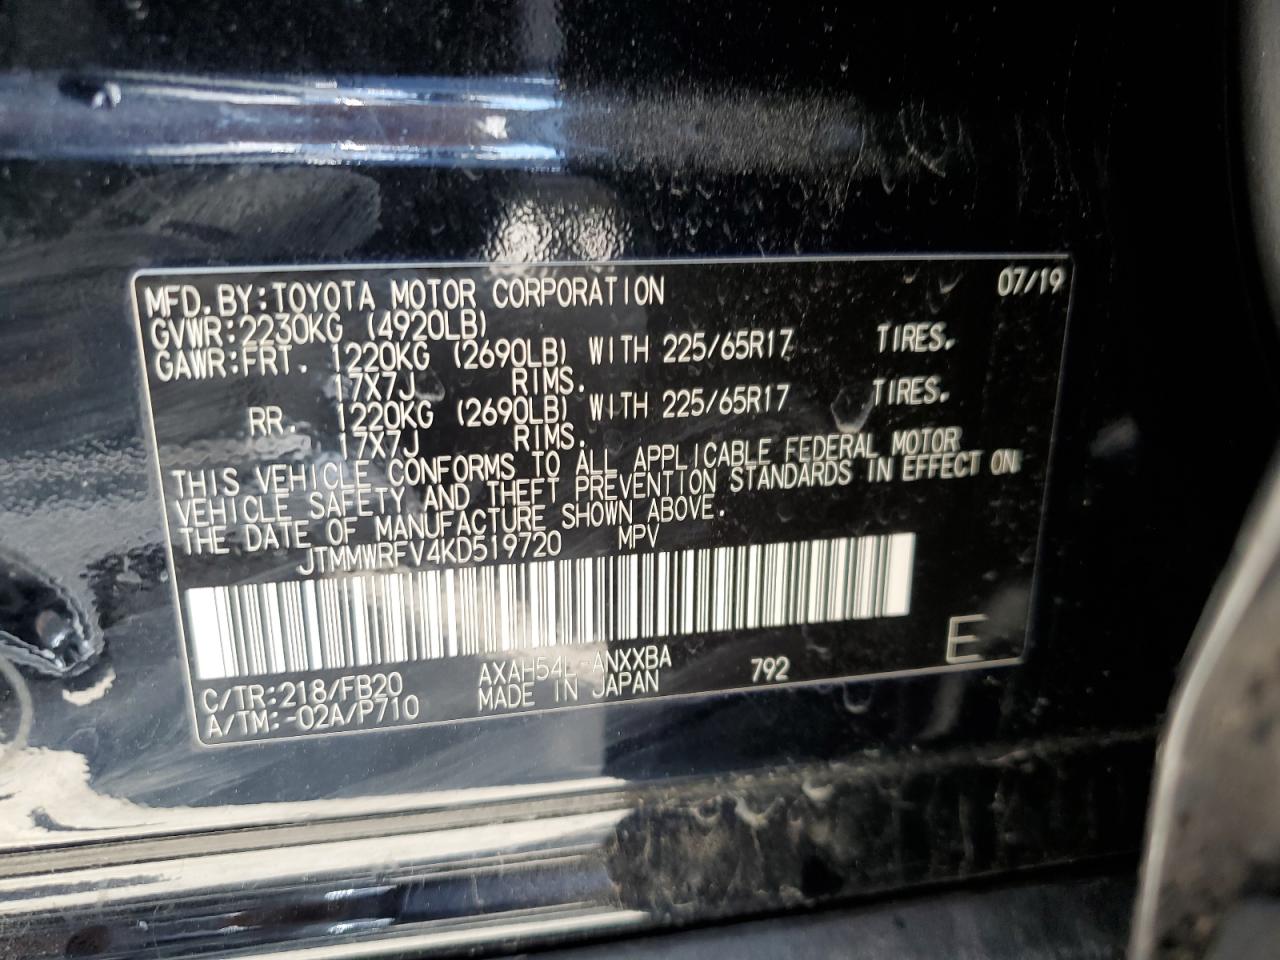 MFD.BY:TOYOTA MOTOR CORPORATION 07/19
GVWR:2230KG (4920LB)
GAWR:FRT. 1220KG (2690LB) WITH 225/65R17 TIRES.
17X7J RIMS.
RR. 1220KG (2690LB) WITH 225/65R17 TIRES.
17X7J RIMS.
THIS VEHICLE CONFORMS TO ALL APPLICABLE FEDERAL MOTOR
VEHICLE SAFETY AND THEFT PREVENTION STANDARDS IN EFFECT ON
THE DATE OF MANUFACTURE SHOWN ABOVE.
JTMMWRFV4KD519720 MPV
C/TR:218/FB20 AXAH54L-ANXXBA 792 E
A/TM:-02A/P710 MADE IN JAPAN